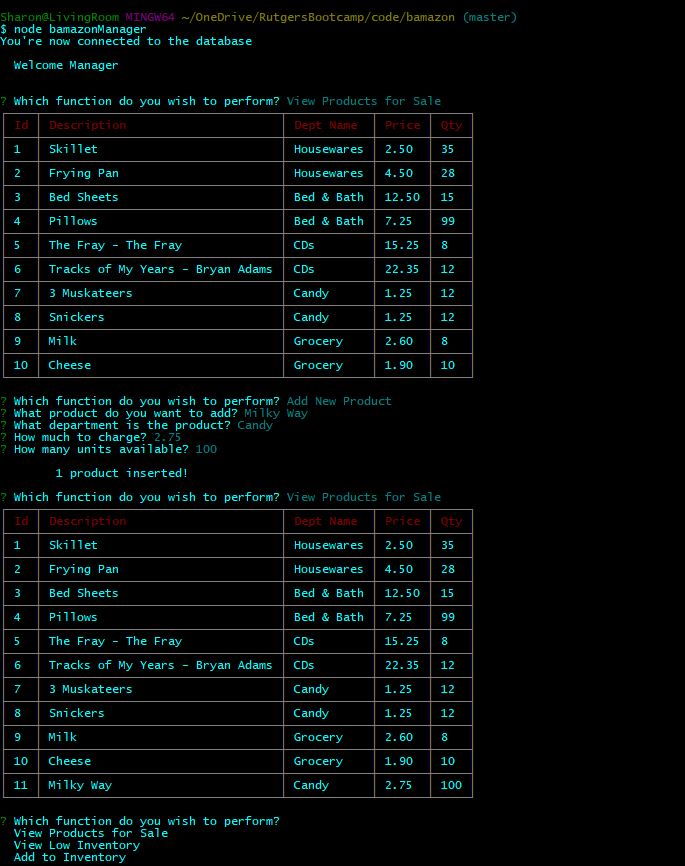 Sharon@LivingRoom MINGW64 ~/OneDrive/RutgersBootcamp/code/bamazon (master)
$ node bamazonManager
You're now connected to the database
Welcome Manager
? Which function do you wish to perform? View Products for Sale
Id Description Dept Name Price Qty
1 Skillet Housewares 2.50 35
2 Frying Pan Housewares 4.50 28
3 Bed Sheets Bed & Bath 12.50 15
4 Pillows Bed & Bath 7.25 99
5 The Fray - The Fray CDs 15.25 8
6 Tracks of My Years - Bryan Adams CDs 22.35 12
7 3 Muskateers Candy 1.25 12
8 Snickers Candy 1.25 12
9 Milk Grocery 2.60 8
10 Cheese Grocery 1.90 10
? Which function do you wish to perform? Add New Product
? What product do you want to add? Milky Way
? What department is the product? Candy
? How much to charge? 2.75
? How many units available? 100
1 product inserted!
? Which function do you wish to perform? View Products for Sale
Id Description Dept Name Price Qty
1 Skillet Housewares 2.50 35
2 Frying Pan Housewares 4.50 28
3 Bed Sheets Bed & Bath 12.50 15
4 Pillows Bed & Bath 7.25 99
5 The Fray - The Fray CDs 15.25 8
6 Tracks of My Years - Bryan Adams CDs 22.35 12
7 3 Muskateers Candy 1.25 12
8 Snickers Candy 1.25 12
9 Milk Grocery 2.60 8
10 Cheese Grocery 1.90 10
11 Milky Way Candy 2.75 100
? Which function do you wish to perform?
View Products for Sale
View Low Inventory
Add to Inventory